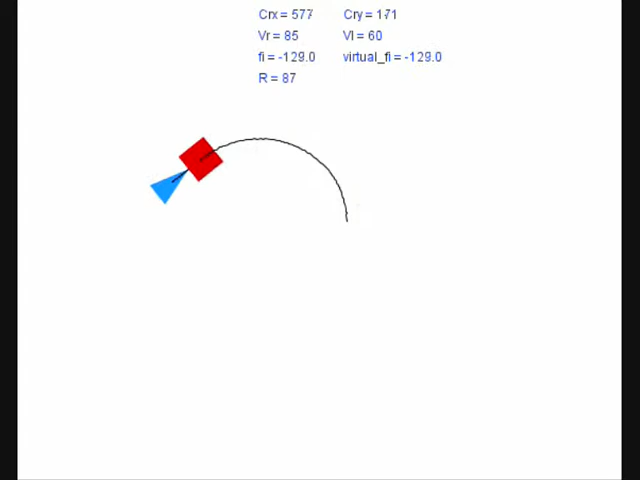 Crx = 577 Cry = 171
Vr = 85 Vl = 60
fi = -129.0 virtual_fi = -129.0
R = 87